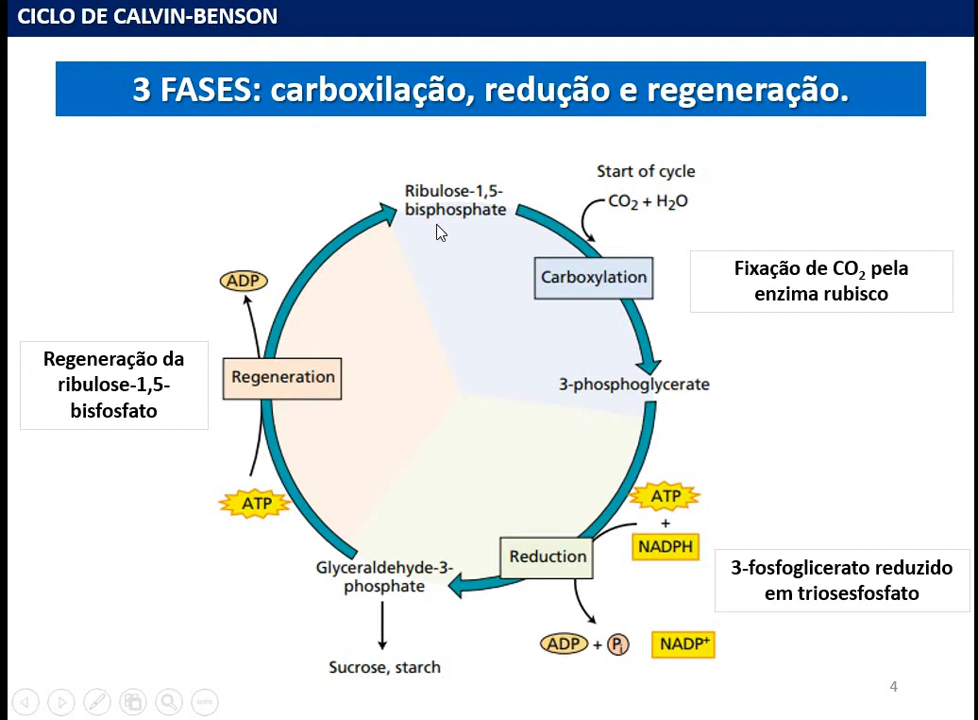 CICLO DE CALVIN-BENSON
3 FASES: carboxilação, redução e regeneração.
Start of cycle
CO₂ + H₂O
Ribulose-1,5-
bisphosphate
Carboxylation
Fixação de CO₂ pela
enzima rubisco
3-phosphoglycerate
ADP
Regeneration
Regeneração da
ribulose-1,5-
bisfosfato
ATP
ATP
+
NADPH
Reduction
3-fosfoglicerato reduzido
em triosesfosfato
Glyceraldehyde-3-
phosphate
ADP + Pi NADP⁺
Sucrose, starch
4